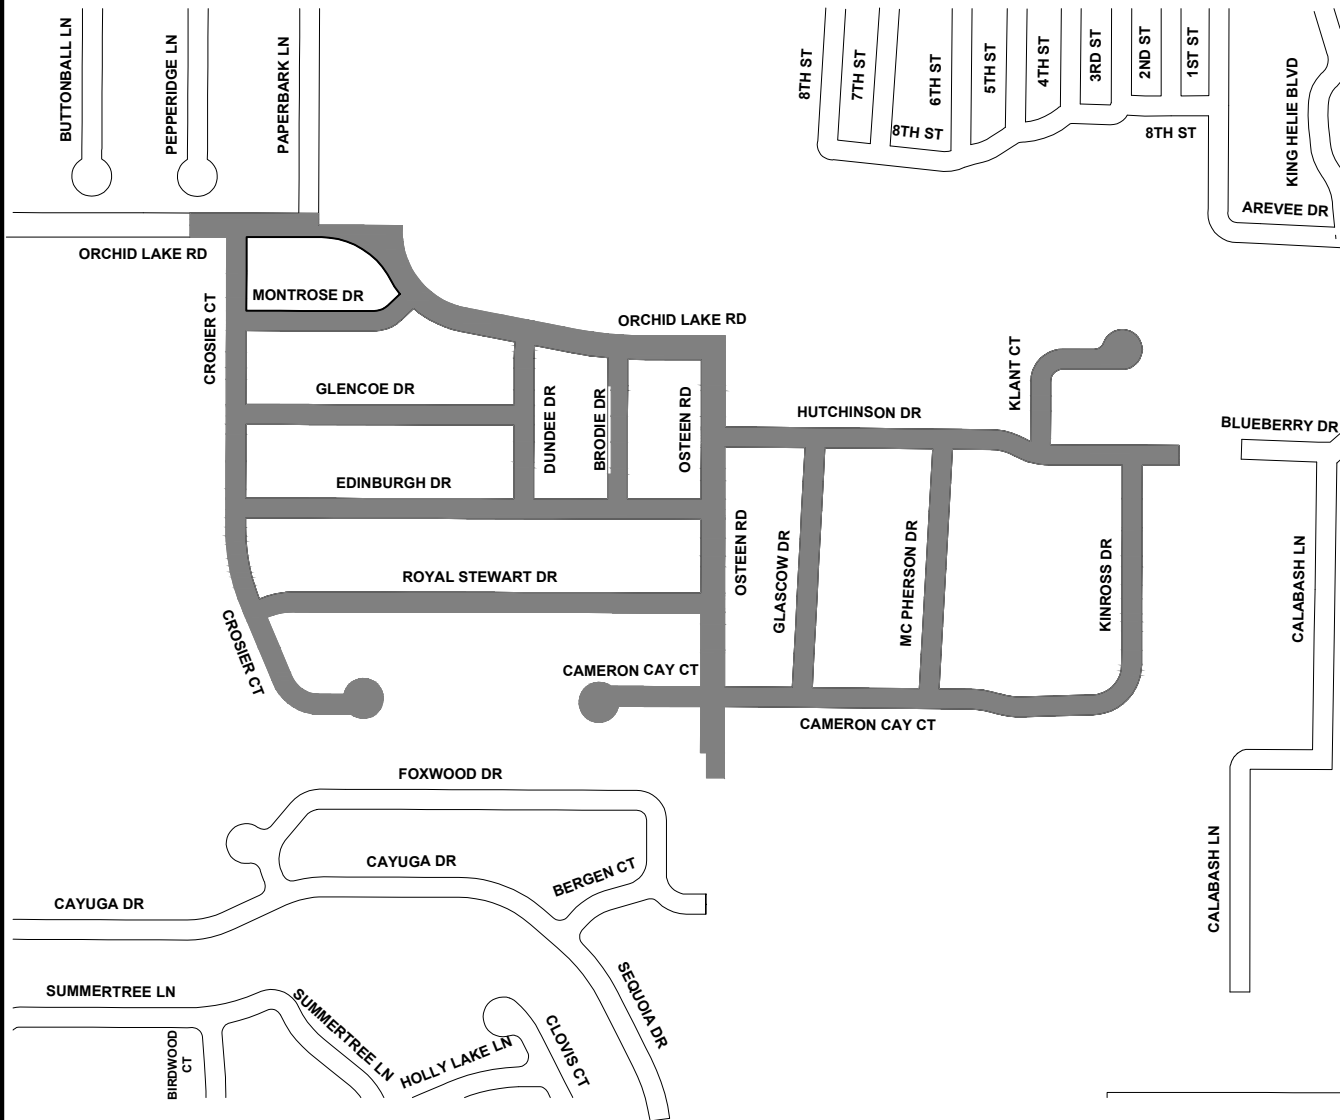 BUTTONBALL LN
PEPPERIDGE LN
PAPERBARK LN
8TH ST
7TH ST
6TH ST
5TH ST
4TH ST
3RD ST
2ND ST
1ST ST
KING HELIE BLVD
8TH ST
8TH ST
AREVEE DR
ORCHID LAKE RD
MONTROSE DR
CROSIER CT
ORCHID LAKE RD
GLENCOE DR
DUNDEE DR
BRODIE DR
OSTEEN RD
HUTCHINSON DR
KLANT CT
BLUEBERRY DR
EDINBURGH DR
OSTEEN RD
GLASCOW DR
MC PHERSON DR
KINROSS DR
CALABASH LN
ROYAL STEWART DR
CROSIER CT
CAMERON CAY CT
CAMERON CAY CT
FOXWOOD DR
CAYUGA DR
BERGEN CT
CALABASH LN
CAYUGA DR
SUMMERTREE LN
SUMMERTREE LN
SEQUOIA DR
BIRDWOOD
CT
HOLLY LAKE LN
CLOVIS CT